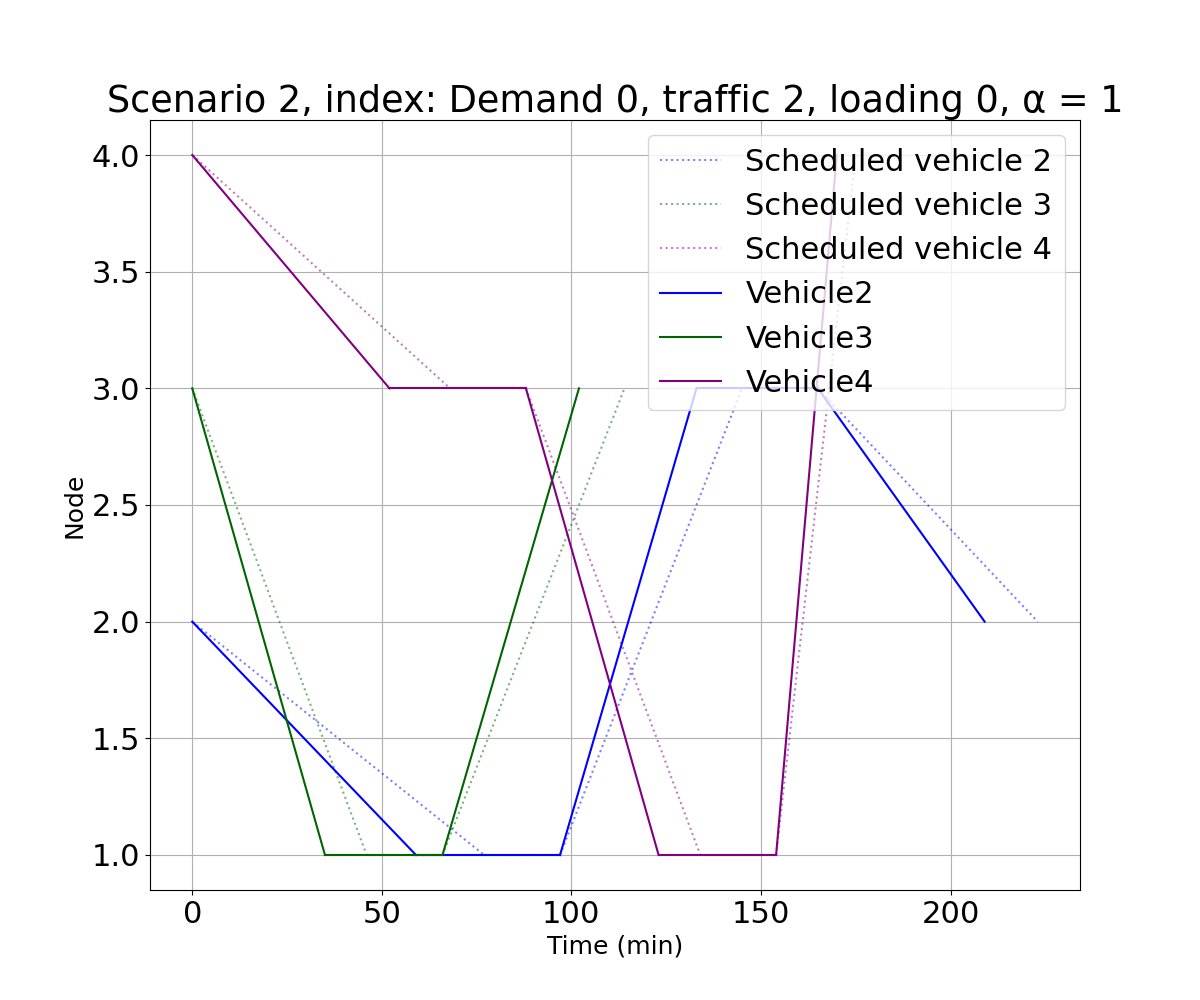 Scenario 2, index: Demand 0, traffic 2, loading 0, α = 1
Scheduled vehicle 2
Scheduled vehicle 3
Scheduled vehicle 4
Vehicle2
Vehicle3
Vehicle4
4.0
3.5
3.0
2.5
2.0
1.5
1.0
Node
0 50 100 150 200
Time (min)